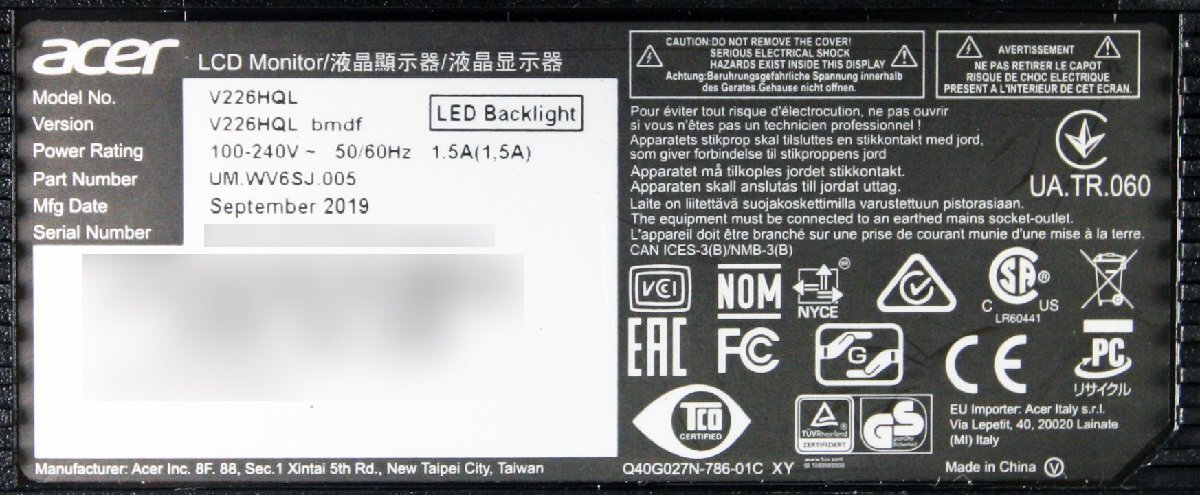 acer
LCD Monitor/液晶顯示器/液晶显示器
Model No. V226HQL
Version V226HQL bmdf
LED Backlight
Power Rating 100-240V ~ 50/60Hz 1.5A(1,5A)
Part Number UM.WV6SJ.005
Mfg Date September 2019
Serial Number
Manufacturer: Acer Inc. 8F. 88, Sec.1 Xintai 5th Rd., New Taipei City, Taiwan
CAUTION:DO NOT REMOVE THE COVER!
SERIOUS ELECTRICAL SHOCK
HAZARDS EXIST INSIDE THIS DISPLAY
Achtung:Beruhrungsgefahrliche Spannung innerhalb
des Gerates.Gehause nicht offnen.
AVERTISSEMENT
NE PAS RETIRER LE CAPOT
RISQUE DE CHOC ELECTRIQUE
PRESENT A L'INTERIEUR DE CET ECRAN.
Pour éviter tout risque d'électrocution, ne pas ouvrir
si vous n'êtes pas un technicien professionnel !
Apparatets stikprop skal tilsluttes en stikkontakt med jord,
som giver forbindelse til stikproppens jord
Apparatet må tilkoples jordet stikkontakt.
Apparaten skall anslutas till jordat uttag.
Laite on liitettävä suojakoskettimilla varustettuun pistorasiaan.
The equipment must be connected to an earthed mains socket-outlet.
L'appareil doit être branché sur une prise de courant munie d'une mise à la terre.
CAN ICES-3(B)/NMB-3(B)
UA.TR.060
VCI
NOM
NYCE
C SA ® US
LR60441
EAC
FC
G
CE
PC
リサイクル
TCO
CERTIFIED
TÜVRheinland
ZERTIFIZIERT
GS
geprüfte
Sicherheit
EU Importer: Acer Italy s.r.l.
Via Lepetit, 40, 20020 Lainate
(MI) Italy
Q40G027N-786-01C XY
Made in China V